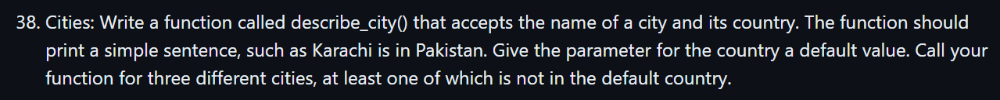 38. Cities: Write a function called describe_city() that accepts the name of a city and its country. The function should
print a simple sentence, such as Karachi is in Pakistan. Give the parameter for the country a default value. Call your
function for three different cities, at least one of which is not in the default country.